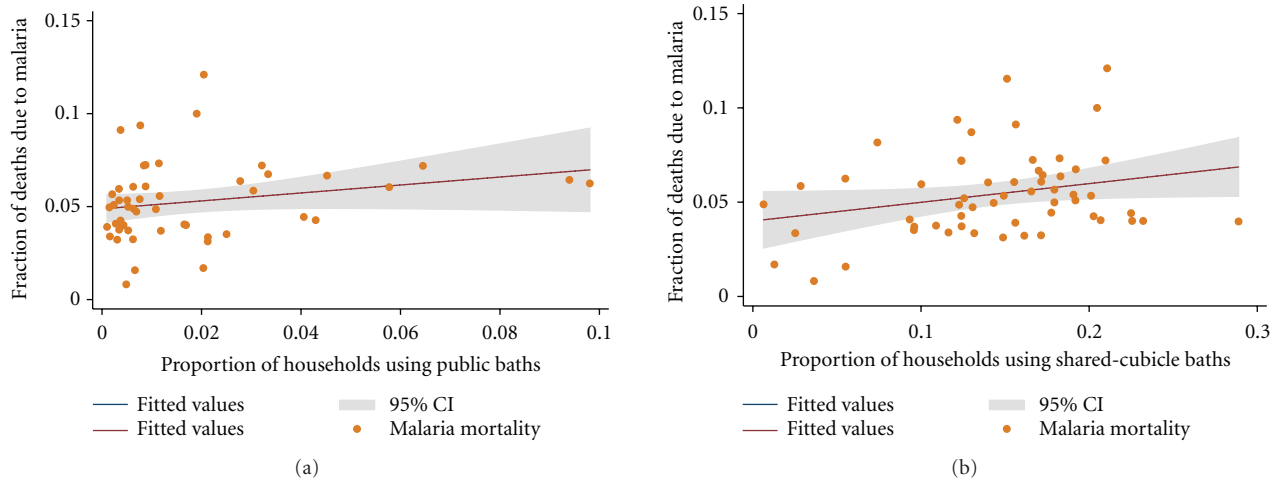 0.15
0.1
0.05
0
Fraction of deaths due to malaria
0 0.02 0.04 0.06 0.08 0.1
Proportion of households using public baths
Fitted values 95% CI
Fitted values Malaria mortality
(a)
0.15
0.1
0.05
0
Fraction of deaths due to malaria
0 0.1 0.2 0.3
Proportion of households using shared-cubicle baths
Fitted values 95% CI
Fitted values Malaria mortality
(b)